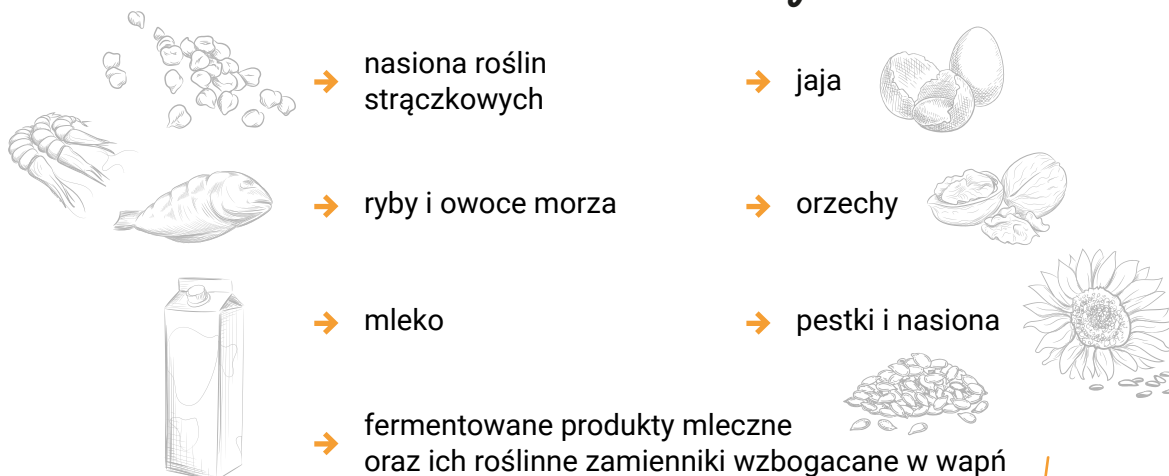 nasiona roślin
strączkowych
jaja
ryby i owoce morza
orzechy
mleko
pestki i nasiona
fermentowane produkty mleczne
oraz ich roślinne zamienniki wzbogacane w wapń